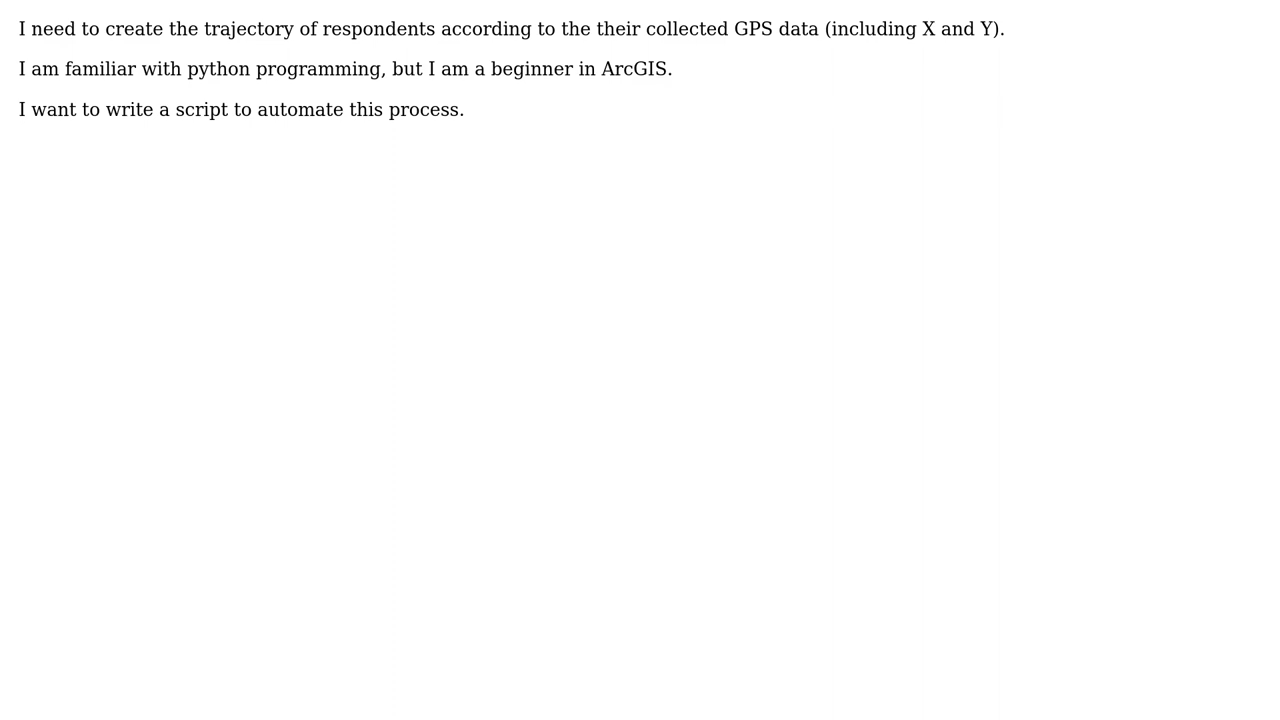 I need to create the trajectory of respondents according to the their collected GPS data (including X and Y).
I am familiar with python programming, but I am a beginner in ArcGIS.
I want to write a script to automate this process.